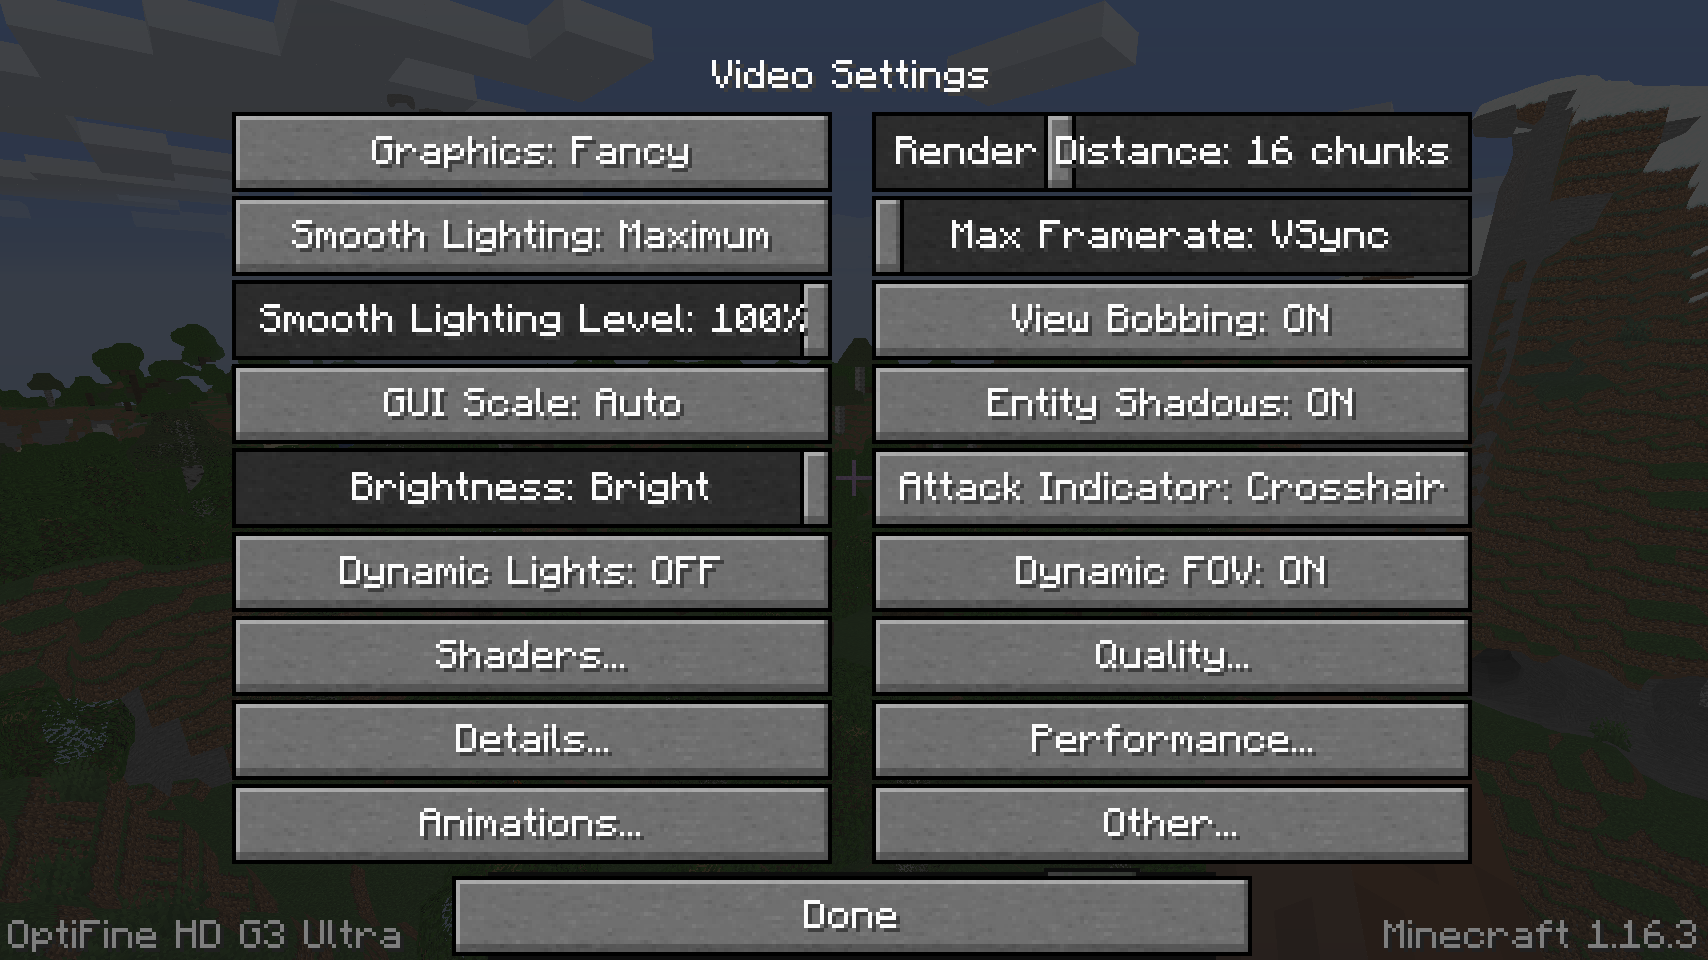 Video Settings
Graphics: Fancy
Render Distance: 16 chunks
Smooth Lighting: Maximum
Max Framerate: VSync
Smooth Lighting Level: 100%
View Bobbing: ON
GUI Scale: Auto
Entity Shadows: ON
Brightness: Bright
Attack Indicator: Crosshair
Dynamic Lights: OFF
Dynamic FOV: ON
Shaders...
Quality...
Details...
Performance...
Animations...
Other...
Done
OptiFine HD G3 Ultra
Minecraft 1.16.3